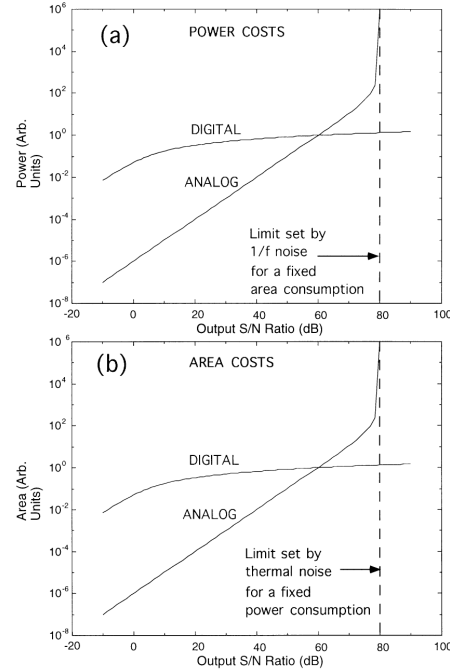 (a)
POWER COSTS
10^6
10^4
10^2
10^0
10^-2
10^-4
10^-6
10^-8
Power (Arb.
Units)
DIGITAL
ANALOG
Limit set by
1/f noise
for a fixed
area consumption
-20 0 20 40 60 80 100
Output S/N Ratio (dB)
(b)
AREA COSTS
10^6
10^4
10^2
10^0
10^-2
10^-4
10^-6
10^-8
Area (Arb.
Units)
DIGITAL
ANALOG
Limit set by
thermal noise
for a fixed
power consumption
-20 0 20 40 60 80 100
Output S/N Ratio (dB)